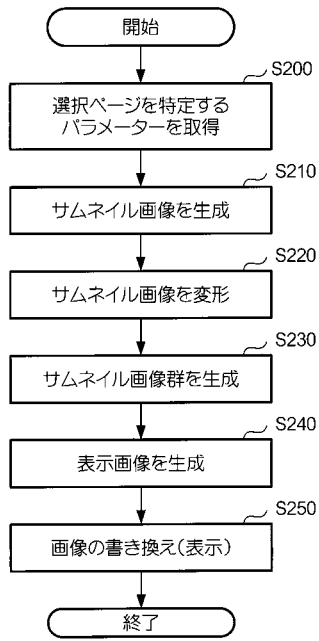 開始
S200
選択ページを特定する
パラメーターを取得
S210
サムネイル画像を生成
S220
サムネイル画像を変形
S230
サムネイル画像群を生成
S240
表示画像を生成
S250
画像の書き換え(表示)
終了